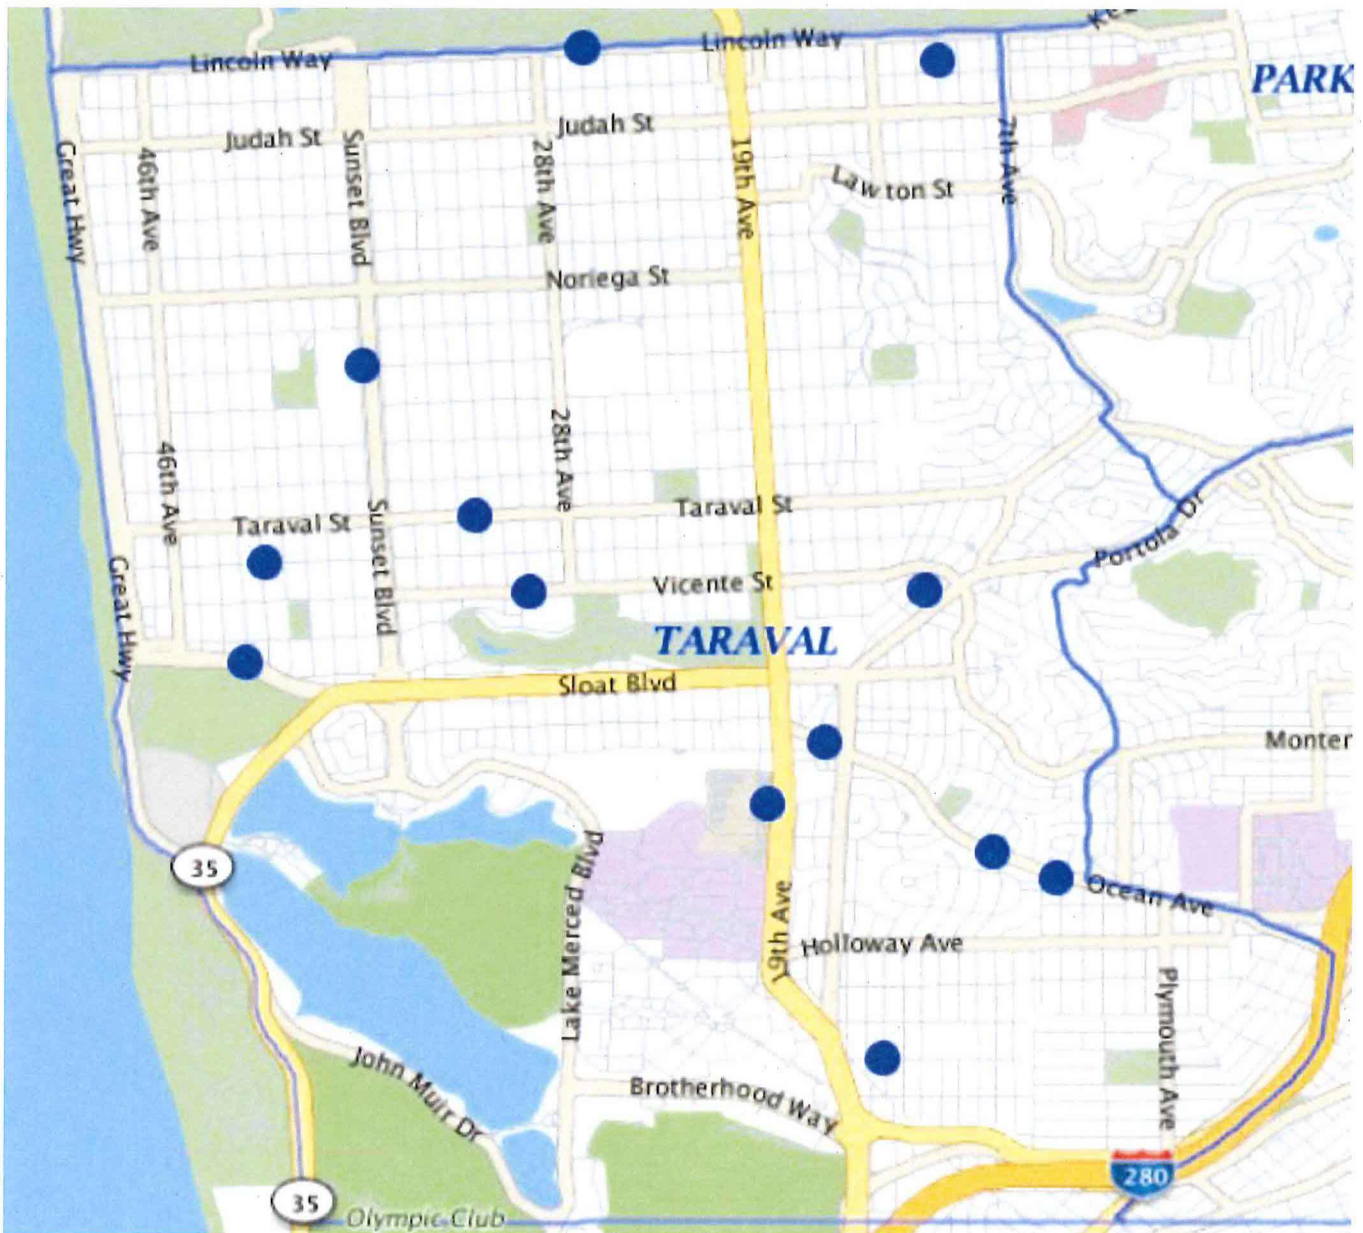 Lincoln Way
Lincoln Way
PARK
Judah St
Judah St
Great Hwy
46th Ave
Sunset Blvd
28th Ave
19th Ave
7th Ave
Lawton St
Noriega St
28th Ave
46th Ave
Taraval St
Sunset Blvd
Taraval St
Portola Dr
Great Hwy
Vicente St
TARAVAL
Sloat Blvd
Monter
Lake Merced Blvd
35
19th Ave
Ocean Ave
Holloway Ave
Plymouth Ave
John Muir Dr
Brotherhood Way
280
35
Olympic Club